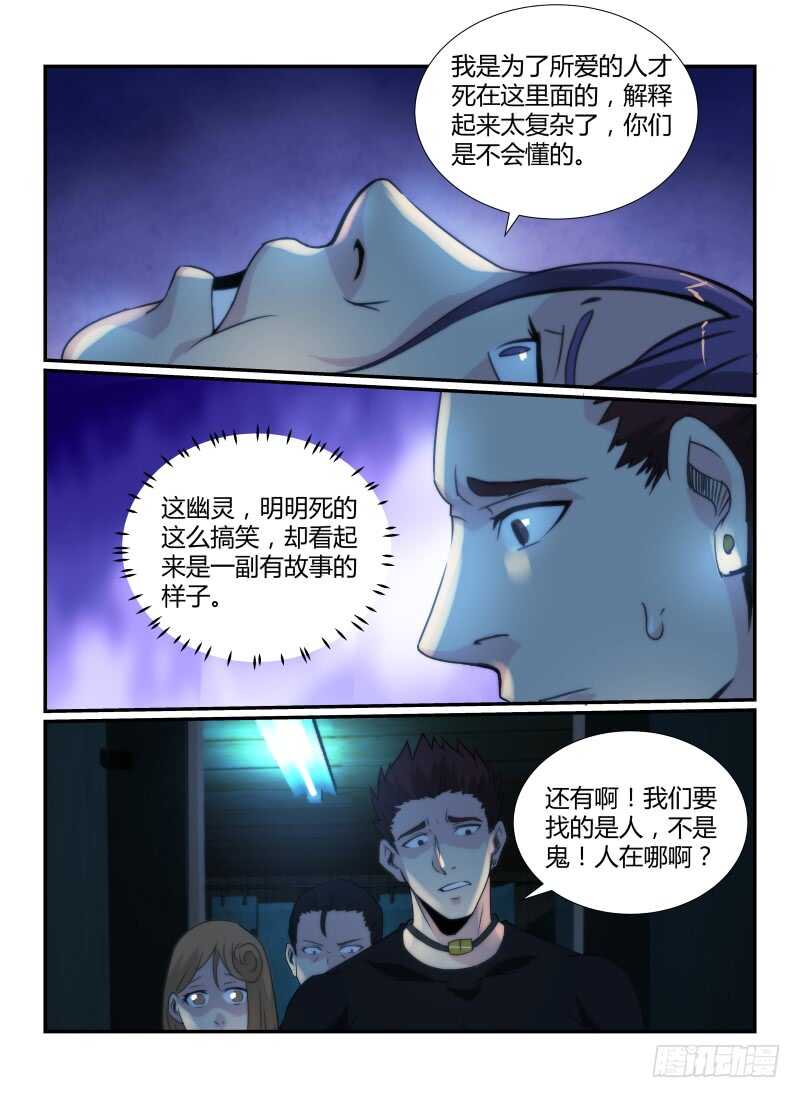 我是为了所爱的人才
死在这里面的，解释
起来太复杂了，你们
是不会懂的。
这幽灵，明明死的
这么搞笑，却看起
来是一副有故事的
样子。
还有啊！我们要
找的是人，不是
鬼！人在哪啊？
腾讯动漫